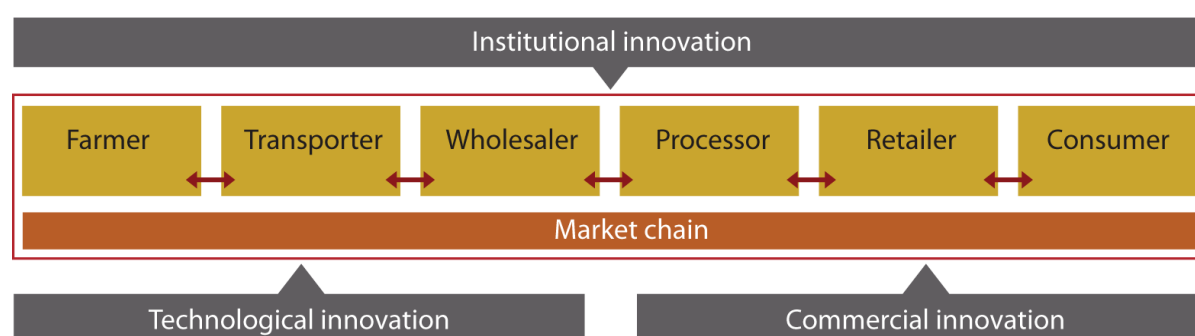 Institutional innovation
Farmer
Transporter
Wholesaler
Processor
Retailer
Consumer
Market chain
Technological innovation
Commercial innovation